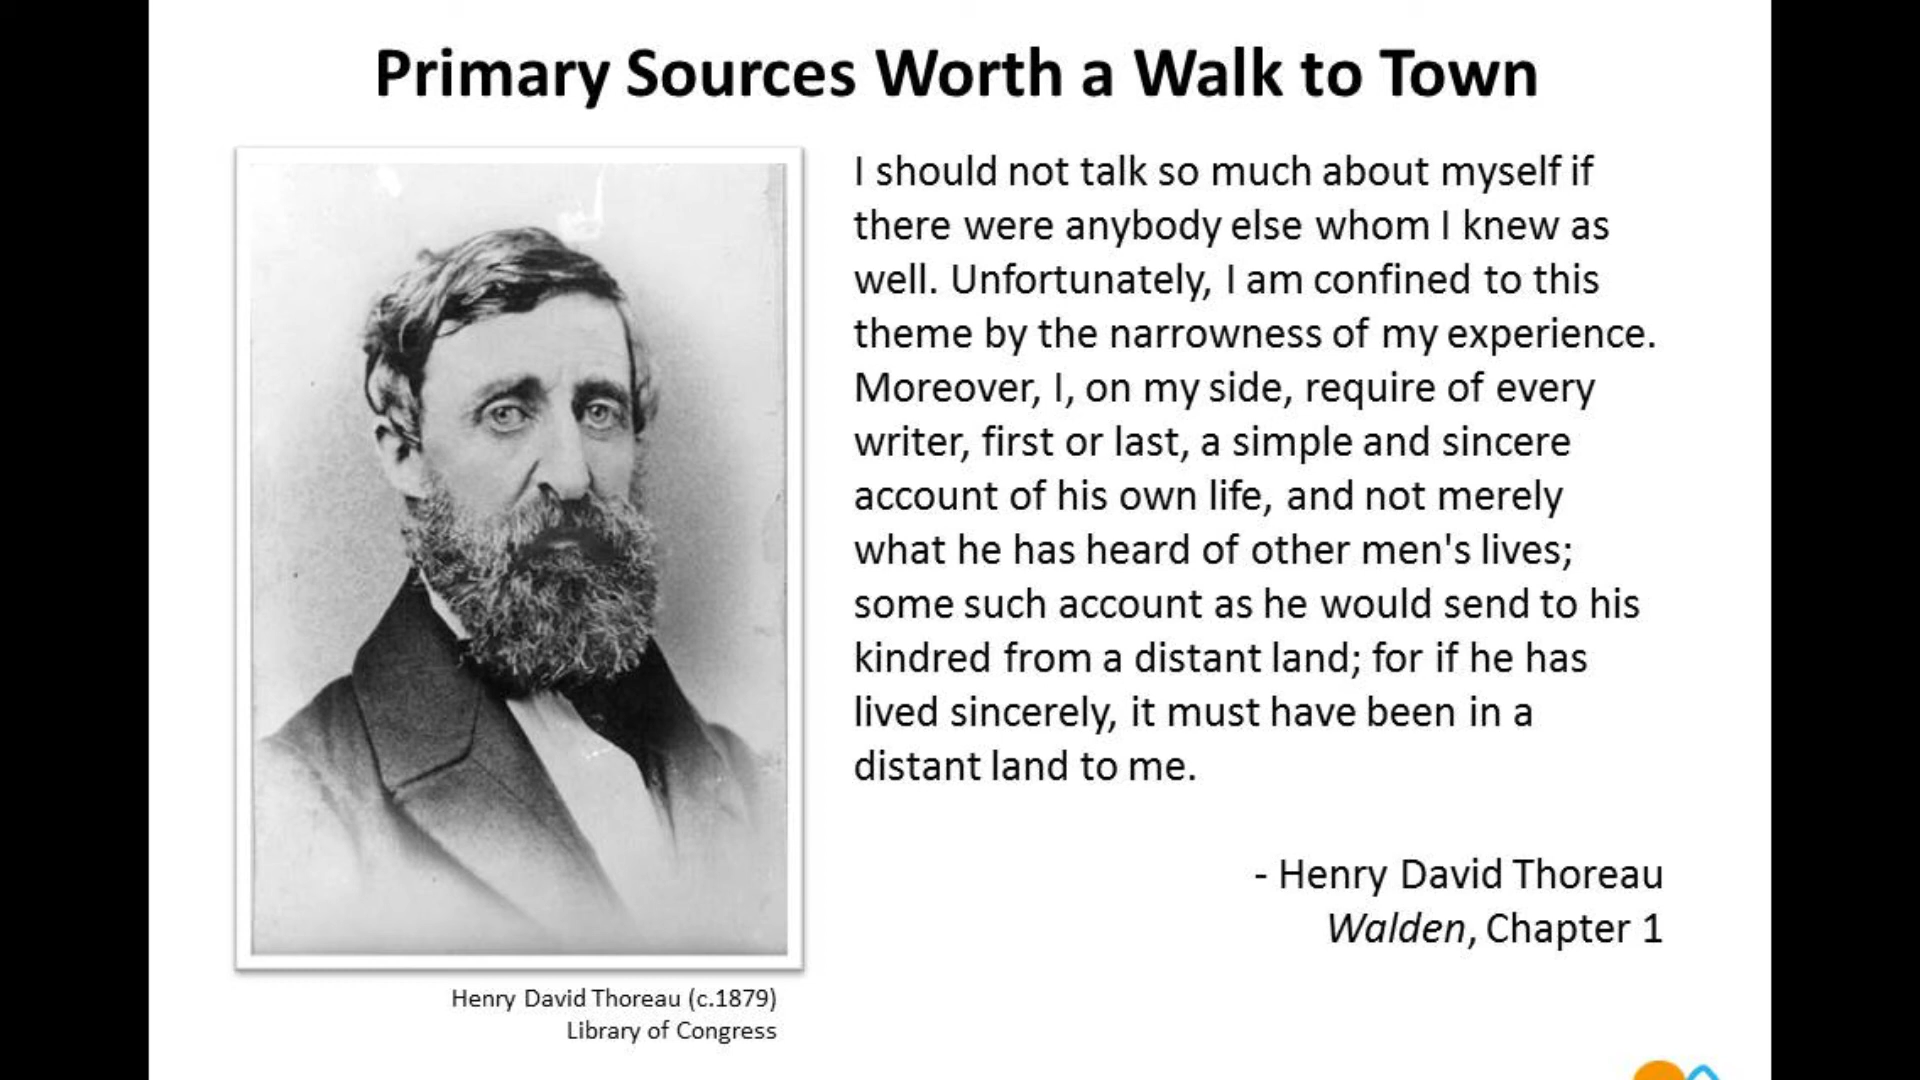 Primary Sources Worth a Walk to Town
I should not talk so much about myself if
there were anybody else whom I knew as
well. Unfortunately, I am confined to this
theme by the narrowness of my experience.
Moreover, I, on my side, require of every
writer, first or last, a simple and sincere
account of his own life, and not merely
what he has heard of other men's lives;
some such account as he would send to his
kindred from a distant land; for if he has
lived sincerely, it must have been in a
distant land to me.
- Henry David Thoreau
Walden, Chapter 1
Henry David Thoreau (c.1879)
Library of Congress